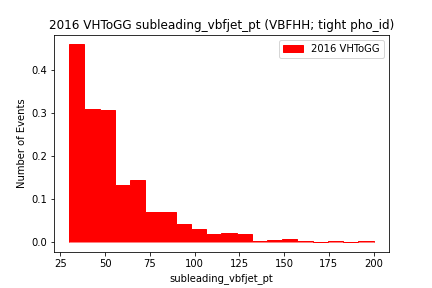 2016 VHToGG subleading_vbfjet_pt (VBFHH; tight pho_id)
2016 VHToGG
Number of Events
0.4
0.3
0.2
0.1
0.0
25 50 75 100 125 150 175 200
subleading_vbfjet_pt